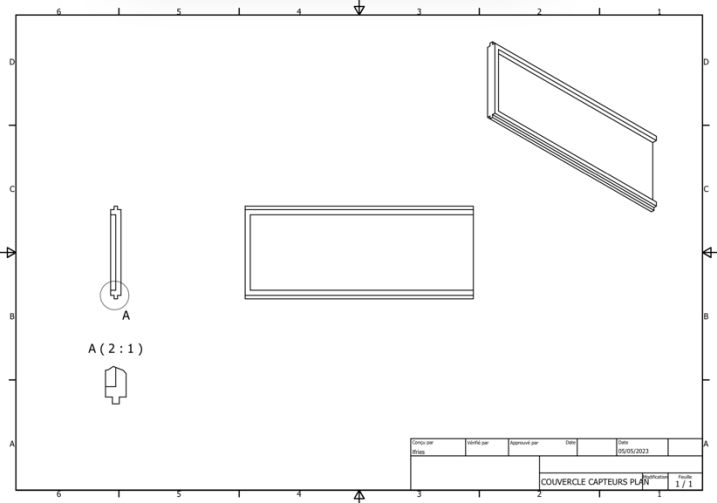 6 5 4 3 2 1
D D
C C
A
B B
A ( 2 : 1 )
A A
Conçu par Vérifié par Approuvé par Date Date
ifrias 05/05/2023
COUVERCLE CAPTEURS PLAN Modification Feuille
1 / 1
6 5 4 3 2 1